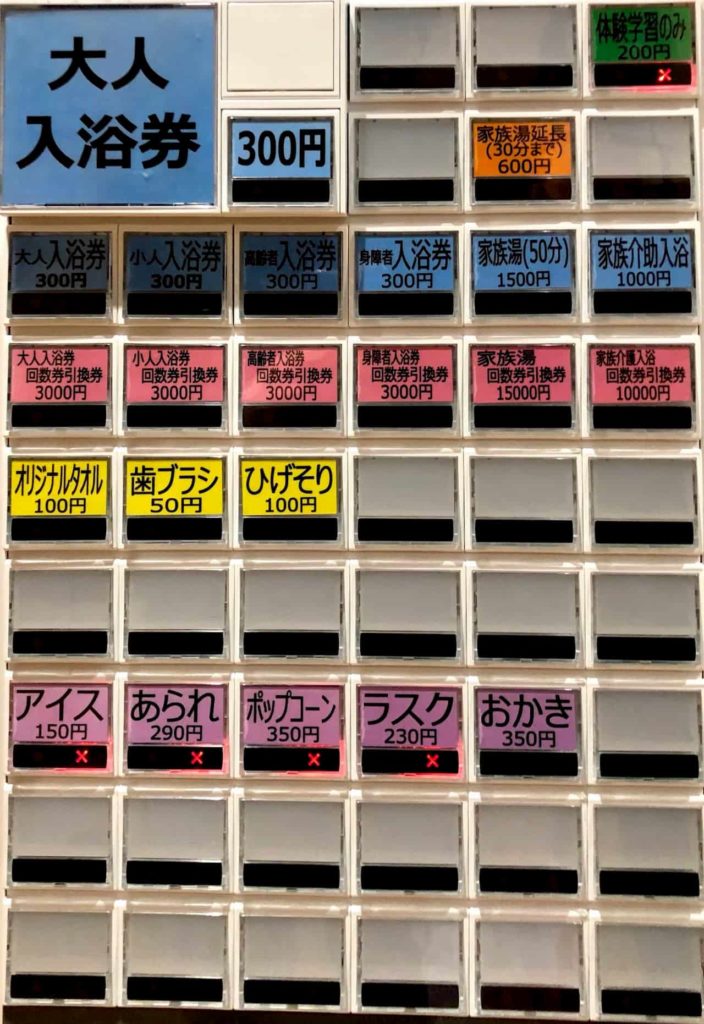 大人
入浴券
300円
体験学習のみ
200円
×
家族湯延長
(30分まで)
600円
大人入浴券
300円
小人入浴券
300円
高齢者入浴券
300円
身障者入浴券
300円
家族湯(50分)
1500円
家族介助入浴
1000円
大人入浴券
回数券引換券
3000円
小人入浴券
回数券引換券
3000円
高齢者入浴券
回数券引換券
3000円
身障者入浴券
回数券引換券
3000円
家族湯
回数券引換券
15000円
家族介護入浴
回数券引換券
10000円
オリジナルタオル
100円
歯ブラシ
50円
ひげそり
100円
アイス
150円
×
あられ
290円
×
ポップコーン
350円
×
ラスク
230円
×
おかき
350円